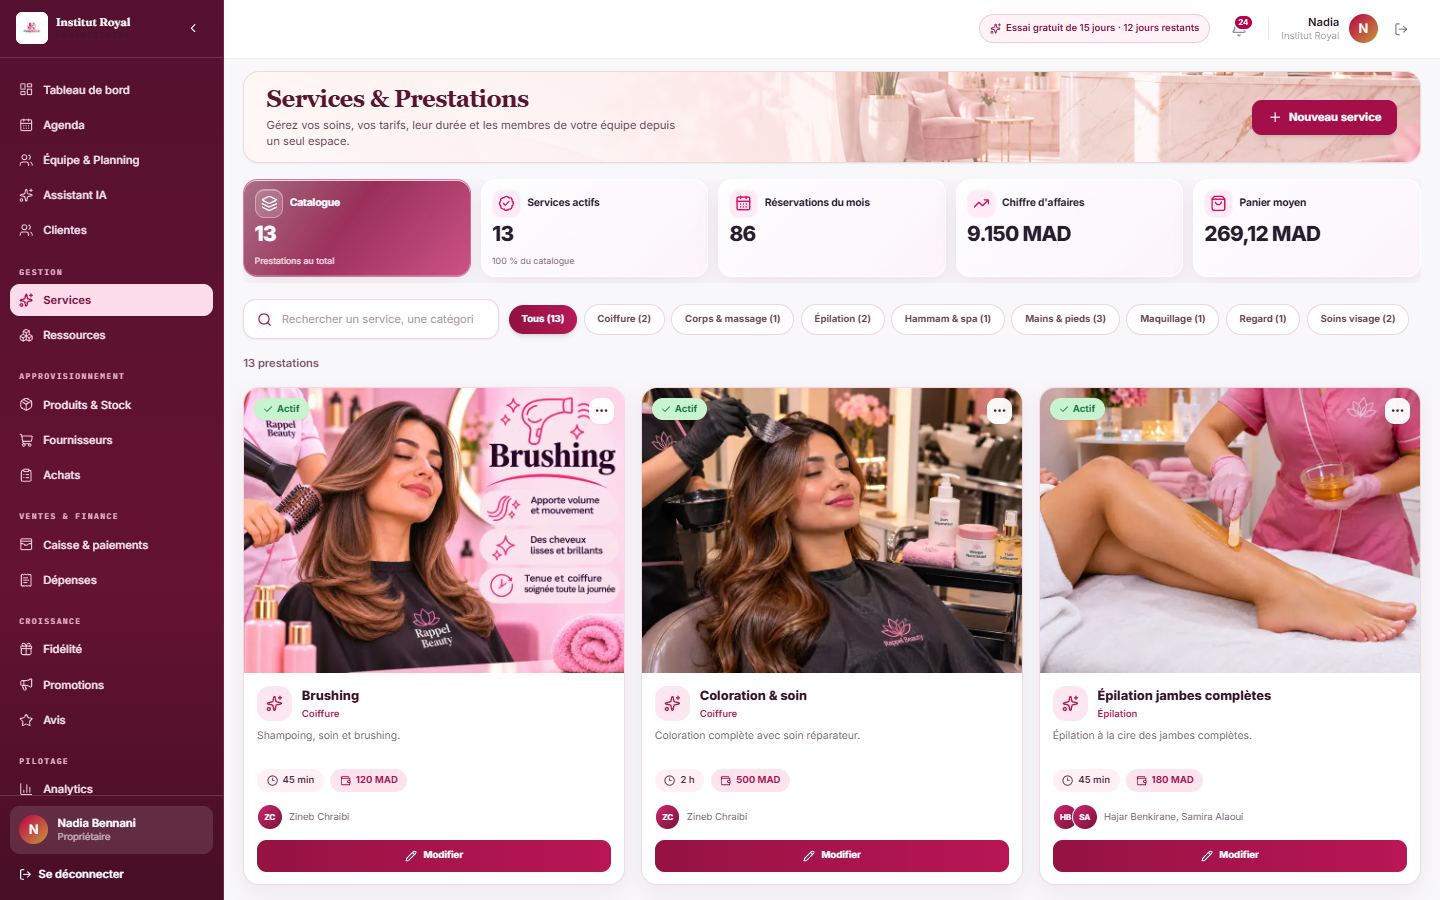 Institut Royal
Essai gratuit de 15 jours · 12 jours restants
24
Nadia
Institut Royal
N
Tableau de bord
Agenda
Équipe & Planning
Assistant IA
Clientes
GESTION
Services
Ressources
APPROVISIONNEMENT
Produits & Stock
Fournisseurs
Achats
VENTES & FINANCE
Caisse & paiements
Dépenses
CROISSANCE
Fidélité
Promotions
Avis
PILOTAGE
Analytics
N
Nadia Bennani
Propriétaire
Se déconnecter
Services & Prestations
Gérez vos soins, vos tarifs, leur durée et les membres de votre équipe depuis
un seul espace.
Nouveau service
Catalogue
13
Prestations au total
Services actifs
13
100 % du catalogue
Réservations du mois
86
Chiffre d'affaires
9.150 MAD
Panier moyen
269,12 MAD
Rechercher un service, une catégori
Tous (13)
Coiffure (2)
Corps & massage (1)
Épilation (2)
Hammam & spa (1)
Mains & pieds (3)
Maquillage (1)
Regard (1)
Soins visage (2)
13 prestations
Actif
Rappel
Beauty
Brushing
Apporte volume
et mouvement
Des cheveux
lisses et brillants
Tenue et coiffure
soignée toute la journée
Rappel
Beauty
Brushing
Coiffure
Shampoing, soin et brushing.
45 min
120 MAD
ZC
Zineb Chraibi
Modifier
Actif
Rappel Beauty
Coloration & soin
Coiffure
Coloration complète avec soin réparateur.
2 h
500 MAD
ZC
Zineb Chraibi
Modifier
Actif
Épilation jambes complètes
Épilation
Épilation à la cire des jambes complètes.
45 min
180 MAD
HB
SA
Hajar Benkirane, Samira Alaoui
Modifier